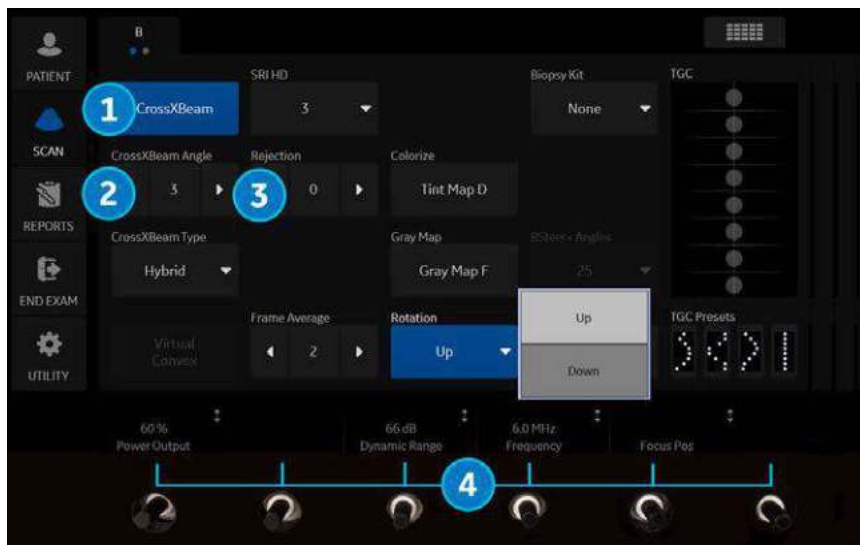 B
PATIENT
SCAN
REPORTS
END EXAM
UTILITY
SRI HD
Biopsy Kit
TGC
1
CrossXBeam
3
None
CrossXBeam Angle
Rejection
Colorize
2
3
3
0
Tint Map D
CrossXBeam Type
Gray Map
BSteer+ Angles
Hybrid
Gray Map F
25
Frame Average
Rotation
Up
TGC Presets
Virtual
Convex
2
Up
Down
60 %
66 dB
6.0 MHz
Power Output
Dynamic Range
Frequency
Focus Pos
4